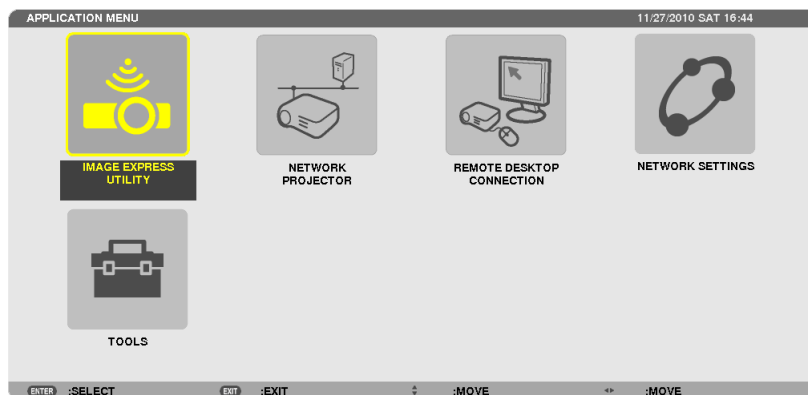 APPLICATION MENU 11/27/2010 SAT 16:44
IMAGE EXPRESS
UTILITY
NETWORK
PROJECTOR
REMOTE DESKTOP
CONNECTION
NETWORK SETTINGS
TOOLS
ENTER :SELECT EXIT :EXIT :MOVE :MOVE